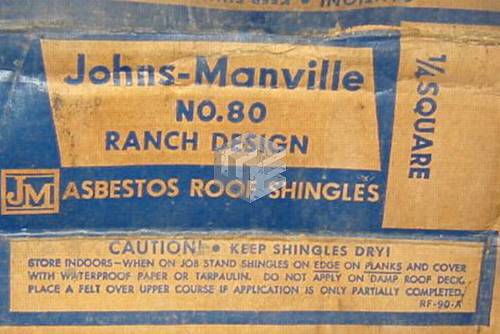 Johns-Manville
NO.80
RANCH DESIGN
JM ASBESTOS ROOF SHINGLES
1/4 SQUARE
CAUTION! • KEEP SHINGLES DRY!
STORE INDOORS—WHEN ON JOB STAND SHINGLES ON EDGE ON PLANKS AND COVER
WITH WATERPROOF PAPER OR TARPAULIN. DO NOT APPLY ON DAMP ROOF DECK.
PLACE A FELT OVER UPPER COURSE IF APPLICATION IS ONLY PARTIALLY COMPLETED.
RF-90-A